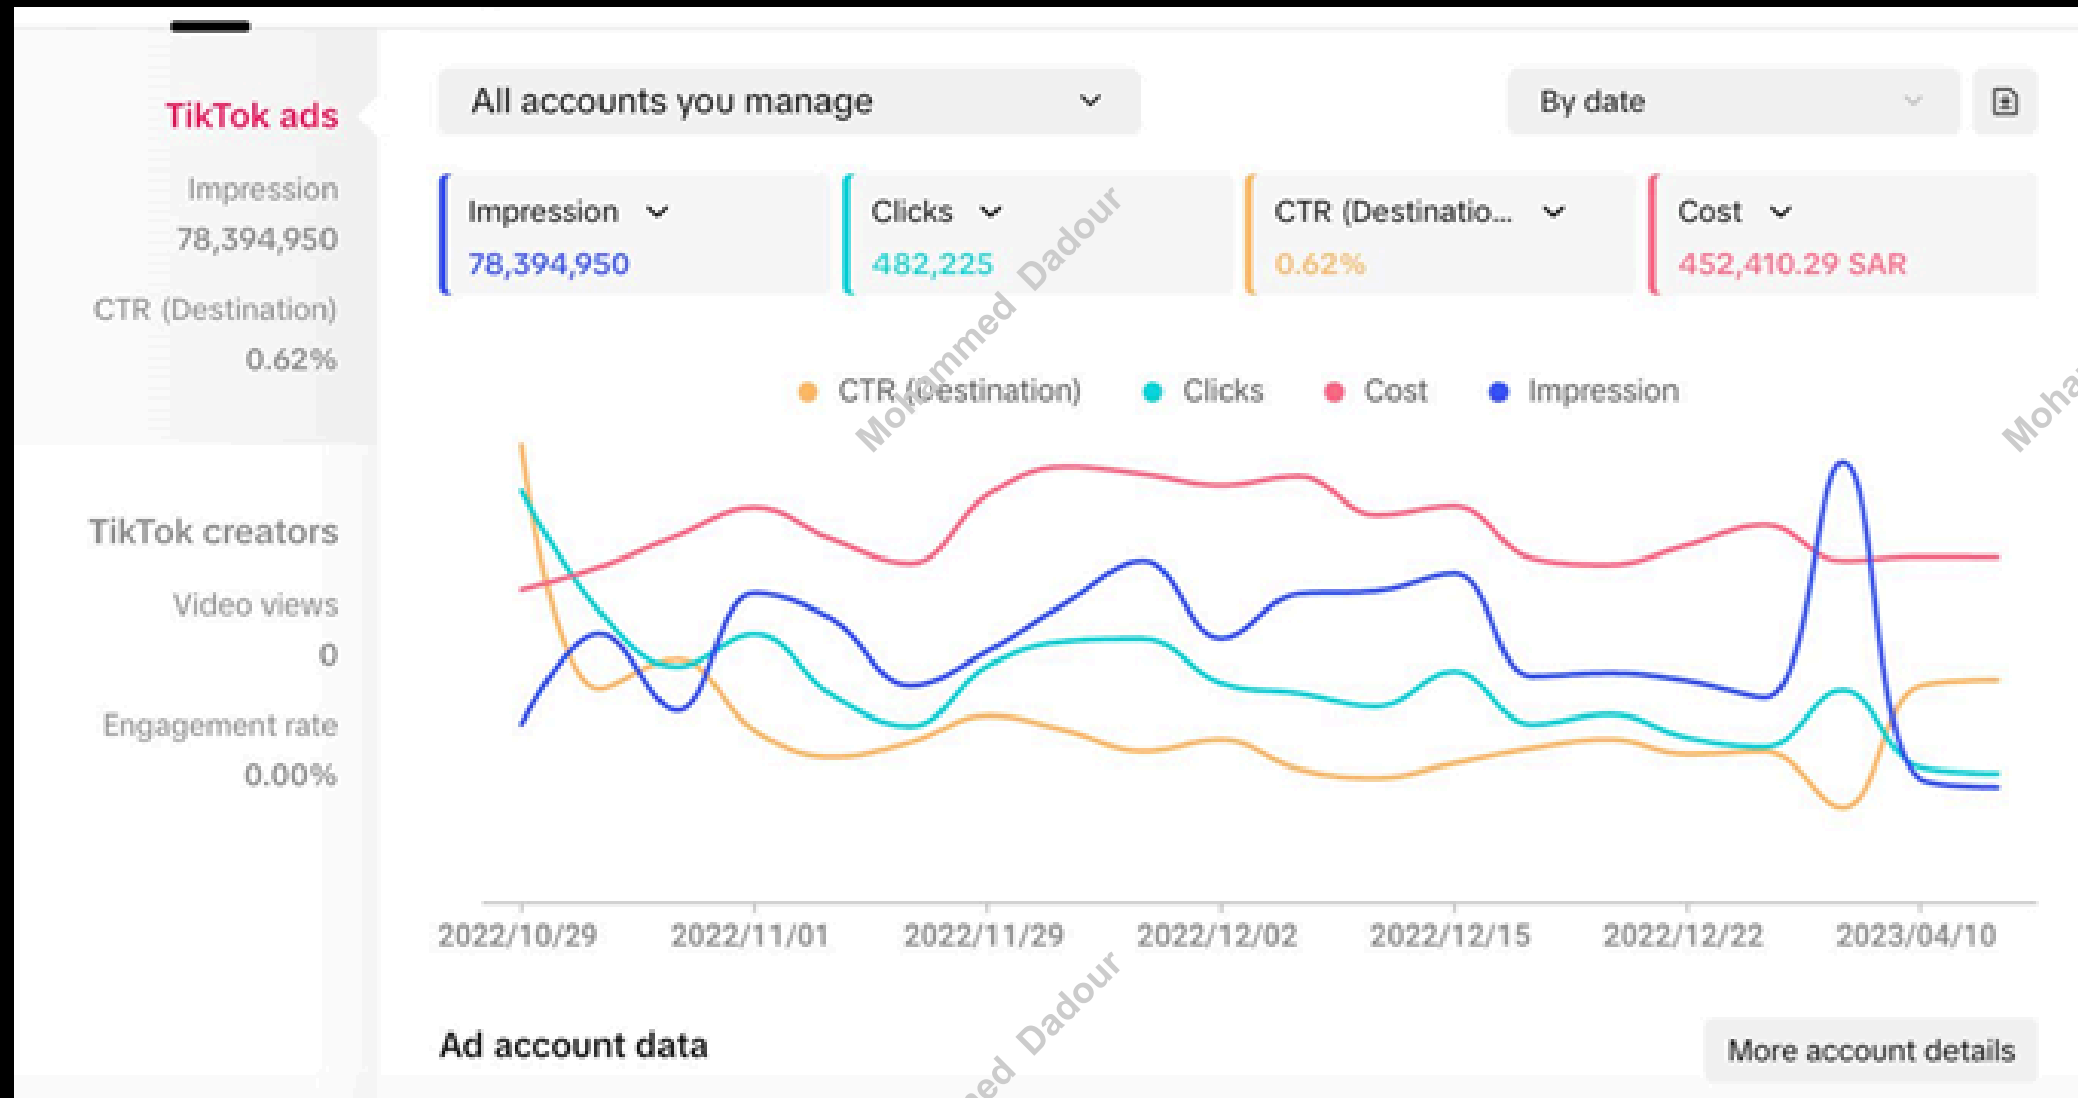 TikTok ads
Impression
78,394,950
CTR (Destination)
0.62%
TikTok creators
Video views
0
Engagement rate
0.00%
All accounts you manage
By date
Impression
78,394,950
Clicks
482,225
CTR (Destinatio...
0.62%
Cost
452,410.29 SAR
CTR (Destination) Clicks Cost Impression
2022/10/29 2022/11/01 2022/11/29 2022/12/02 2022/12/15 2022/12/22 2023/04/10
Ad account data
More account details
Mohammed Dadour
Dadour